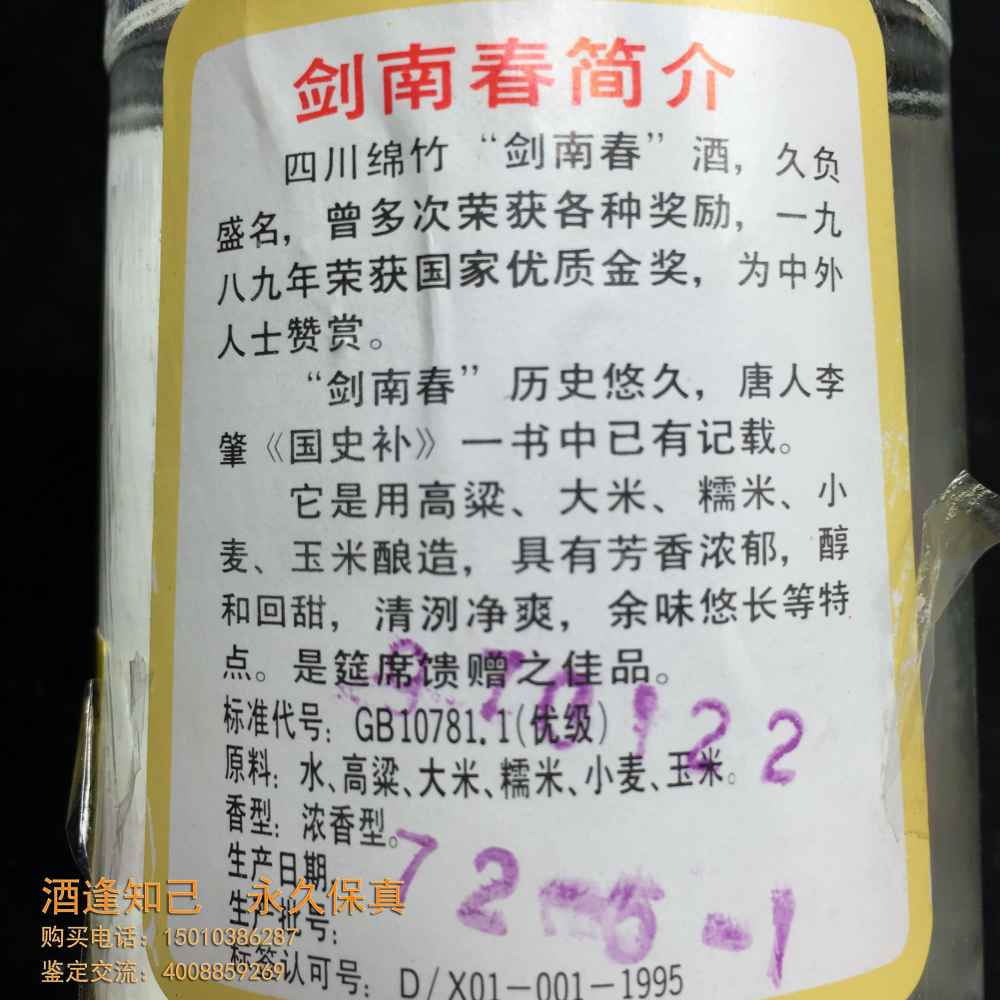 剑南春简介
四川绵竹“剑南春”酒，久负
盛名，曾多次荣获各种奖励，一九
八九年荣获国家优质金奖，为中外
人士赞赏。
“剑南春”历史悠久，唐人李
肇《国史补》一书中已有记载。
它是用高粱、大米、糯米、小
麦、玉米酿造，具有芳香浓郁，醇
和回甜，清洌净爽，余味悠长等特
点。是筵席馈赠之佳品。
970122
标准代号：GB10781.1(优级)
原料：水、高粱、大米、糯米、小麦、玉米。
香型：浓香型。
72-6-1
生产日期
生产批号：
标签认可号：D/X01-001-1995
酒逢知己 永久保真
购买电话：15010386287
鉴定交流：4008859269